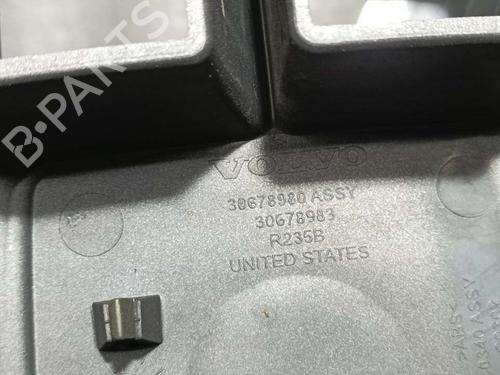 B-PARTS
VOLVO
30678980 ASSY
30678983
R235B
UNITED STATES